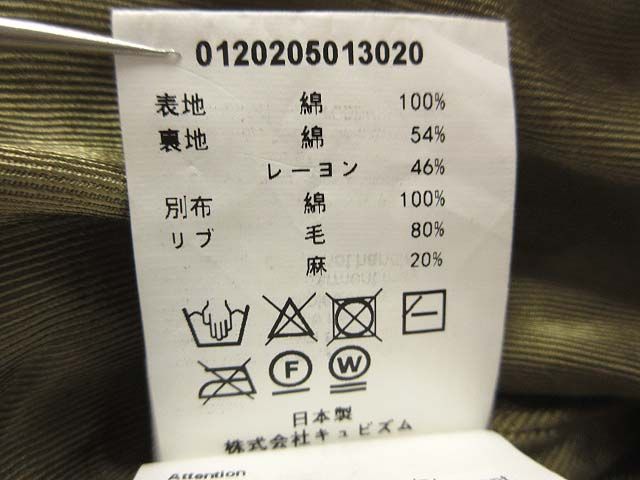 0120205013020
表地 綿 100%
裏地 綿 54%
レーヨン 46%
別布 綿 100%
リブ 毛 80%
麻 20%
F W
日本製
株式会社キュビズム
Attention